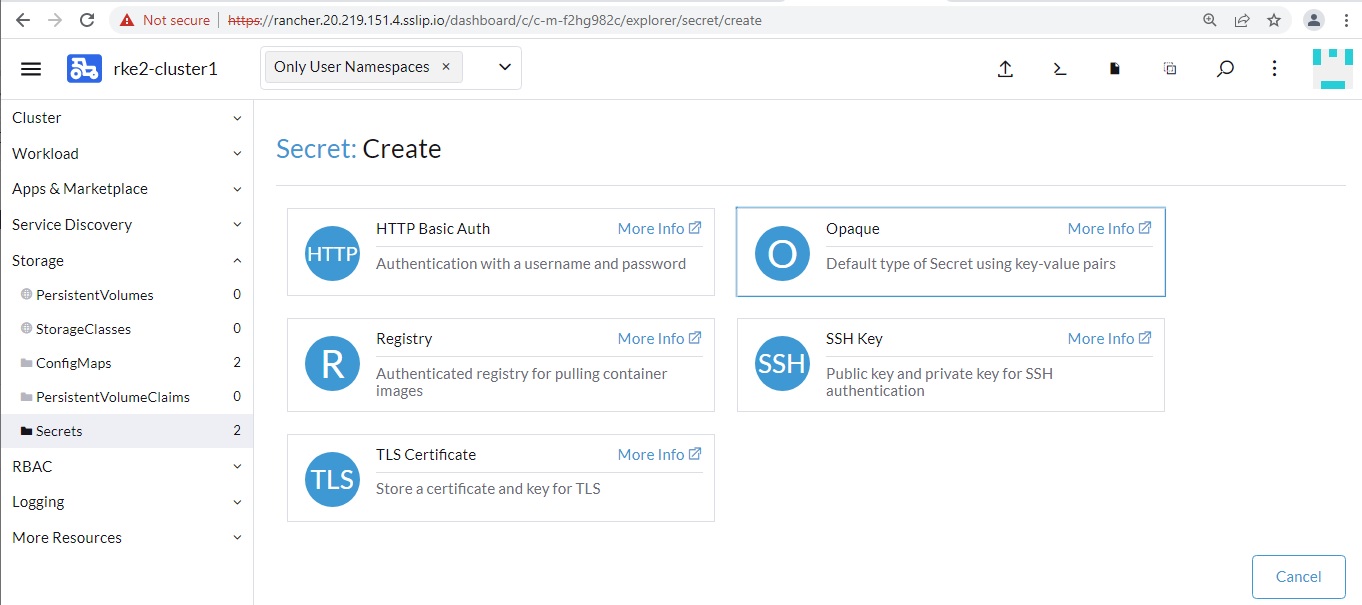 Not secure https://rancher.20.219.151.4.sslip.io/dashboard/c/c-m-f2hg982c/explorer/secret/create
rke2-cluster1
Only User Namespaces ×
Cluster
Workload
Apps & Marketplace
Service Discovery
Storage
PersistentVolumes 0
StorageClasses 0
ConfigMaps 2
PersistentVolumeClaims 0
Secrets 2
RBAC
Logging
More Resources
Secret: Create
HTTP
HTTP Basic Auth More Info
Authentication with a username and password
O
Opaque More Info
Default type of Secret using key-value pairs
R
Registry More Info
Authenticated registry for pulling container
images
SSH
SSH Key More Info
Public key and private key for SSH
authentication
TLS
TLS Certificate More Info
Store a certificate and key for TLS
Cancel